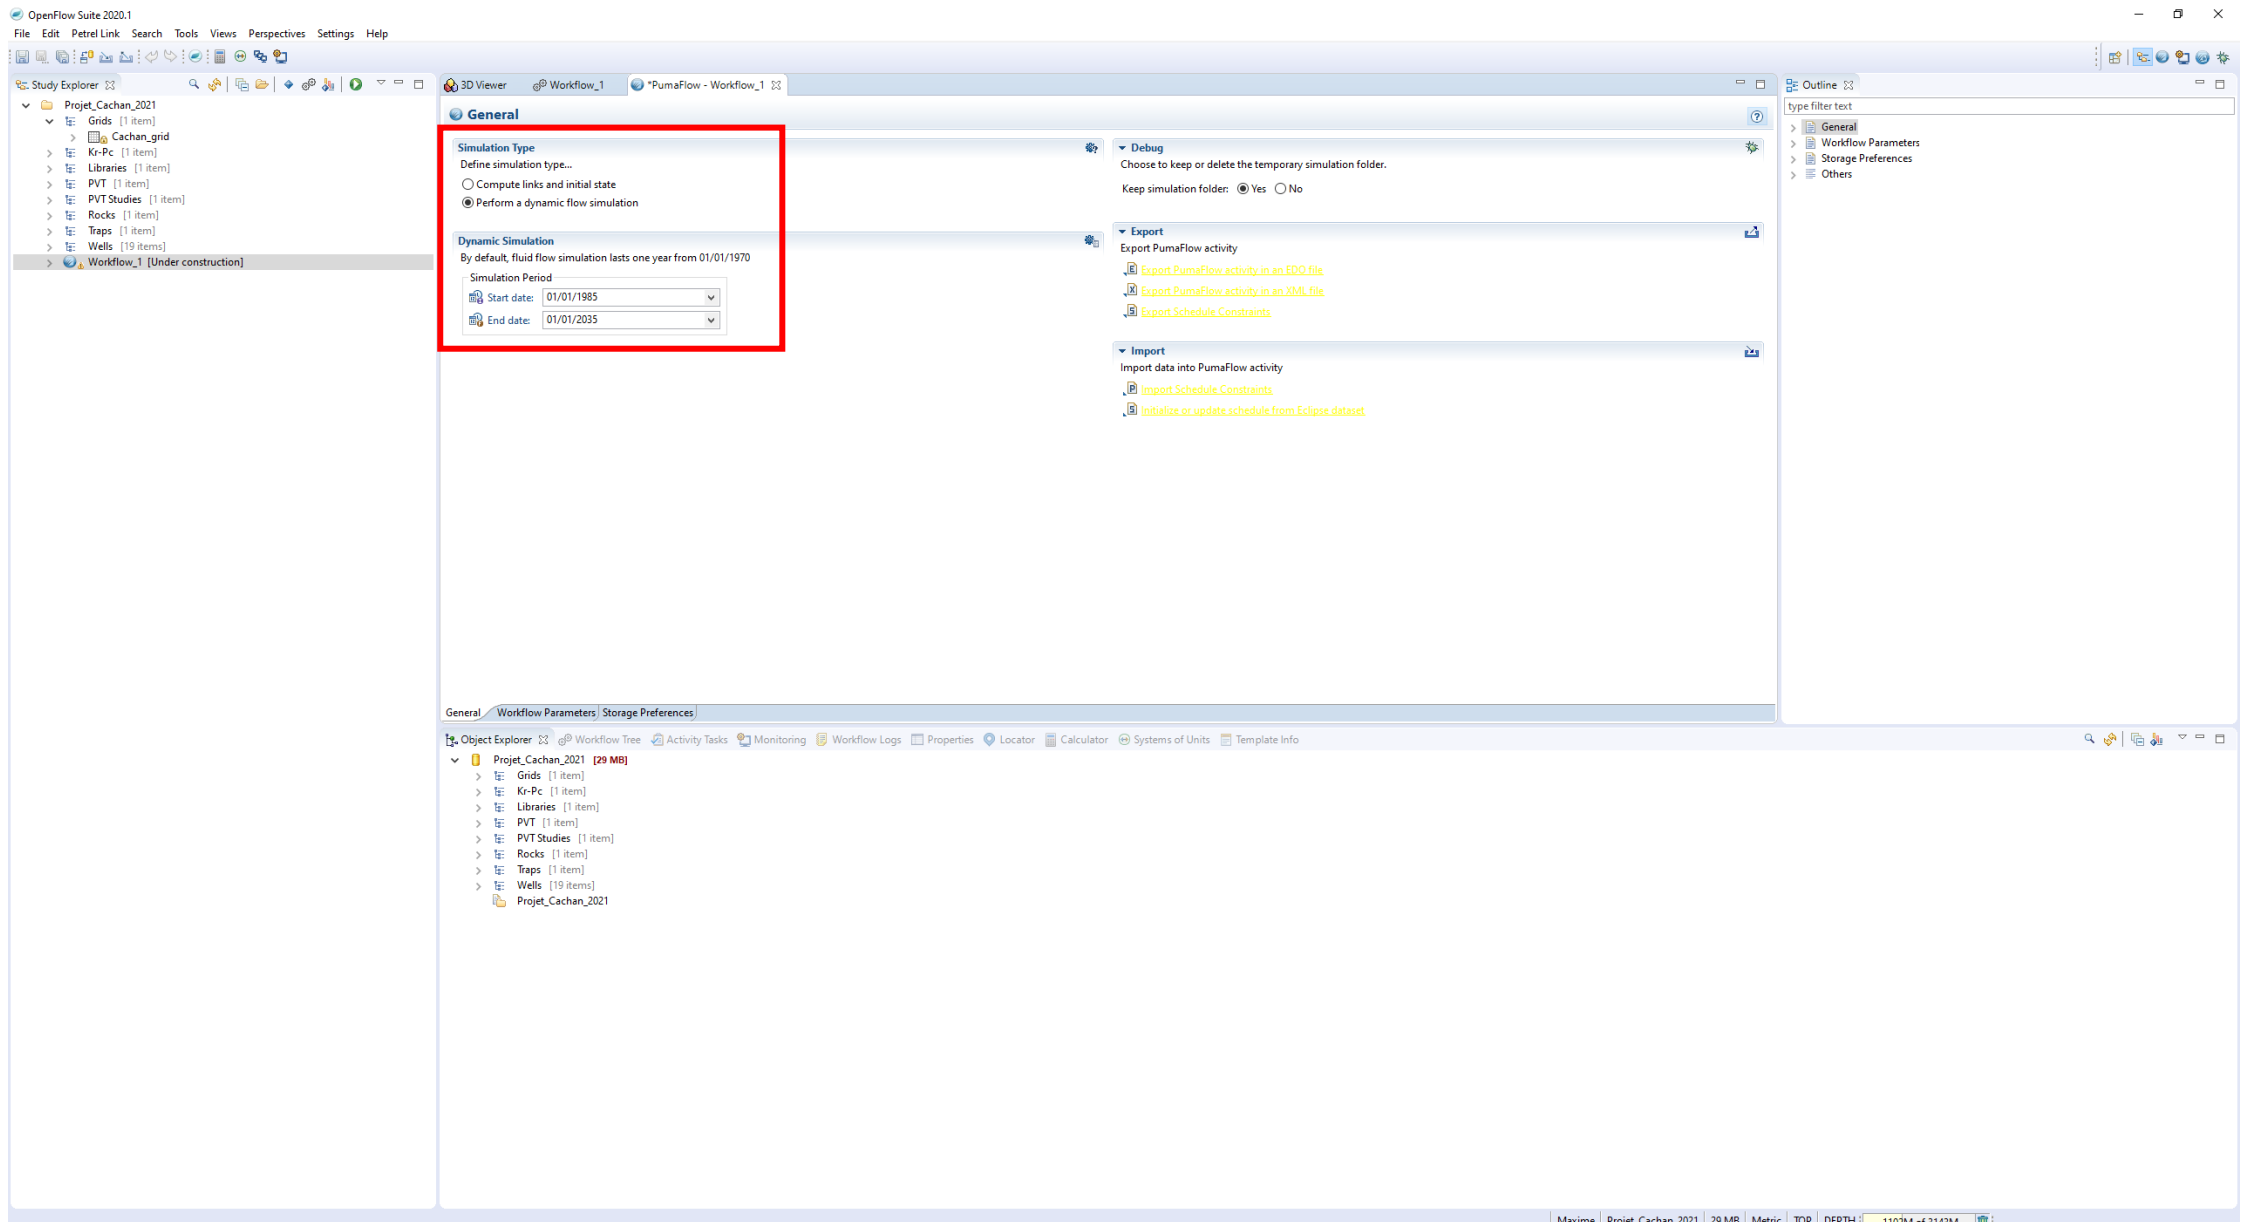 OpenFlow Suite 2020.1
File Edit Petrel Link Search Tools Views Perspectives Settings Help
Study Explorer
Projet_Cachan_2021
Grids [1 item]
Cachan_grid
Kr-Pc [1 item]
Libraries [1 item]
PVT [1 item]
PVT Studies [1 item]
Rocks [1 item]
Traps [1 item]
Wells [19 items]
Workflow_1 [Under construction]
3D Viewer Workflow_1 *PumaFlow - Workflow_1
General
Simulation Type
Define simulation type...
Compute links and initial state
Perform a dynamic flow simulation
Dynamic Simulation
By default, fluid flow simulation lasts one year from 01/01/1970
Simulation Period
Start date: 01/01/1985
End date: 01/01/2035
Debug
Choose to keep or delete the temporary simulation folder.
Keep simulation folder: Yes No
Export
Export PumaFlow activity
Export PumaFlow activity in an EDO file
Export PumaFlow activity in an XML file
Export Schedule Constraints
Import
Import data into PumaFlow activity
Import Schedule Constraints
Initialize or update schedule from Eclipse dataset
General Workflow Parameters Storage Preferences
Outline
type filter text
General
Workflow Parameters
Storage Preferences
Others
Object Explorer Workflow Tree Activity Tasks Monitoring Workflow Logs Properties Locator Calculator Systems of Units Template Info
Projet_Cachan_2021 [29 MB]
Grids [1 item]
Kr-Pc [1 item]
Libraries [1 item]
PVT [1 item]
PVT Studies [1 item]
Rocks [1 item]
Traps [1 item]
Wells [19 items]
Projet_Cachan_2021
Maxime Projet_Cachan_2021 29 MB Metric TOP DEPTH